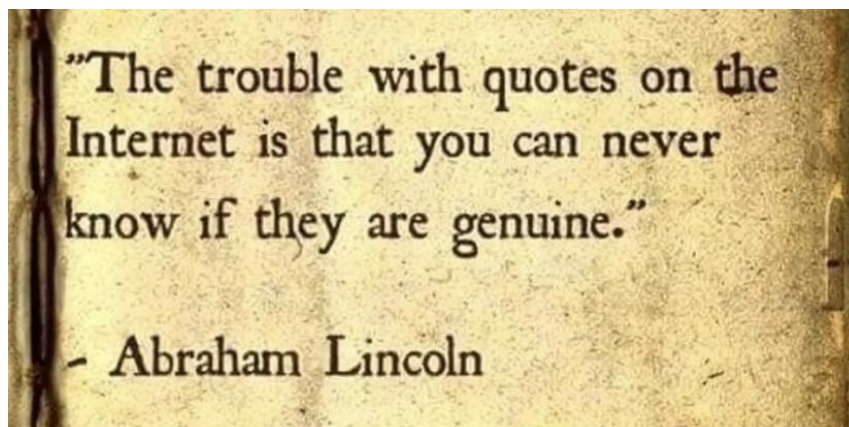 "The trouble with quotes on the
Internet is that you can never
know if they are genuine."
- Abraham Lincoln